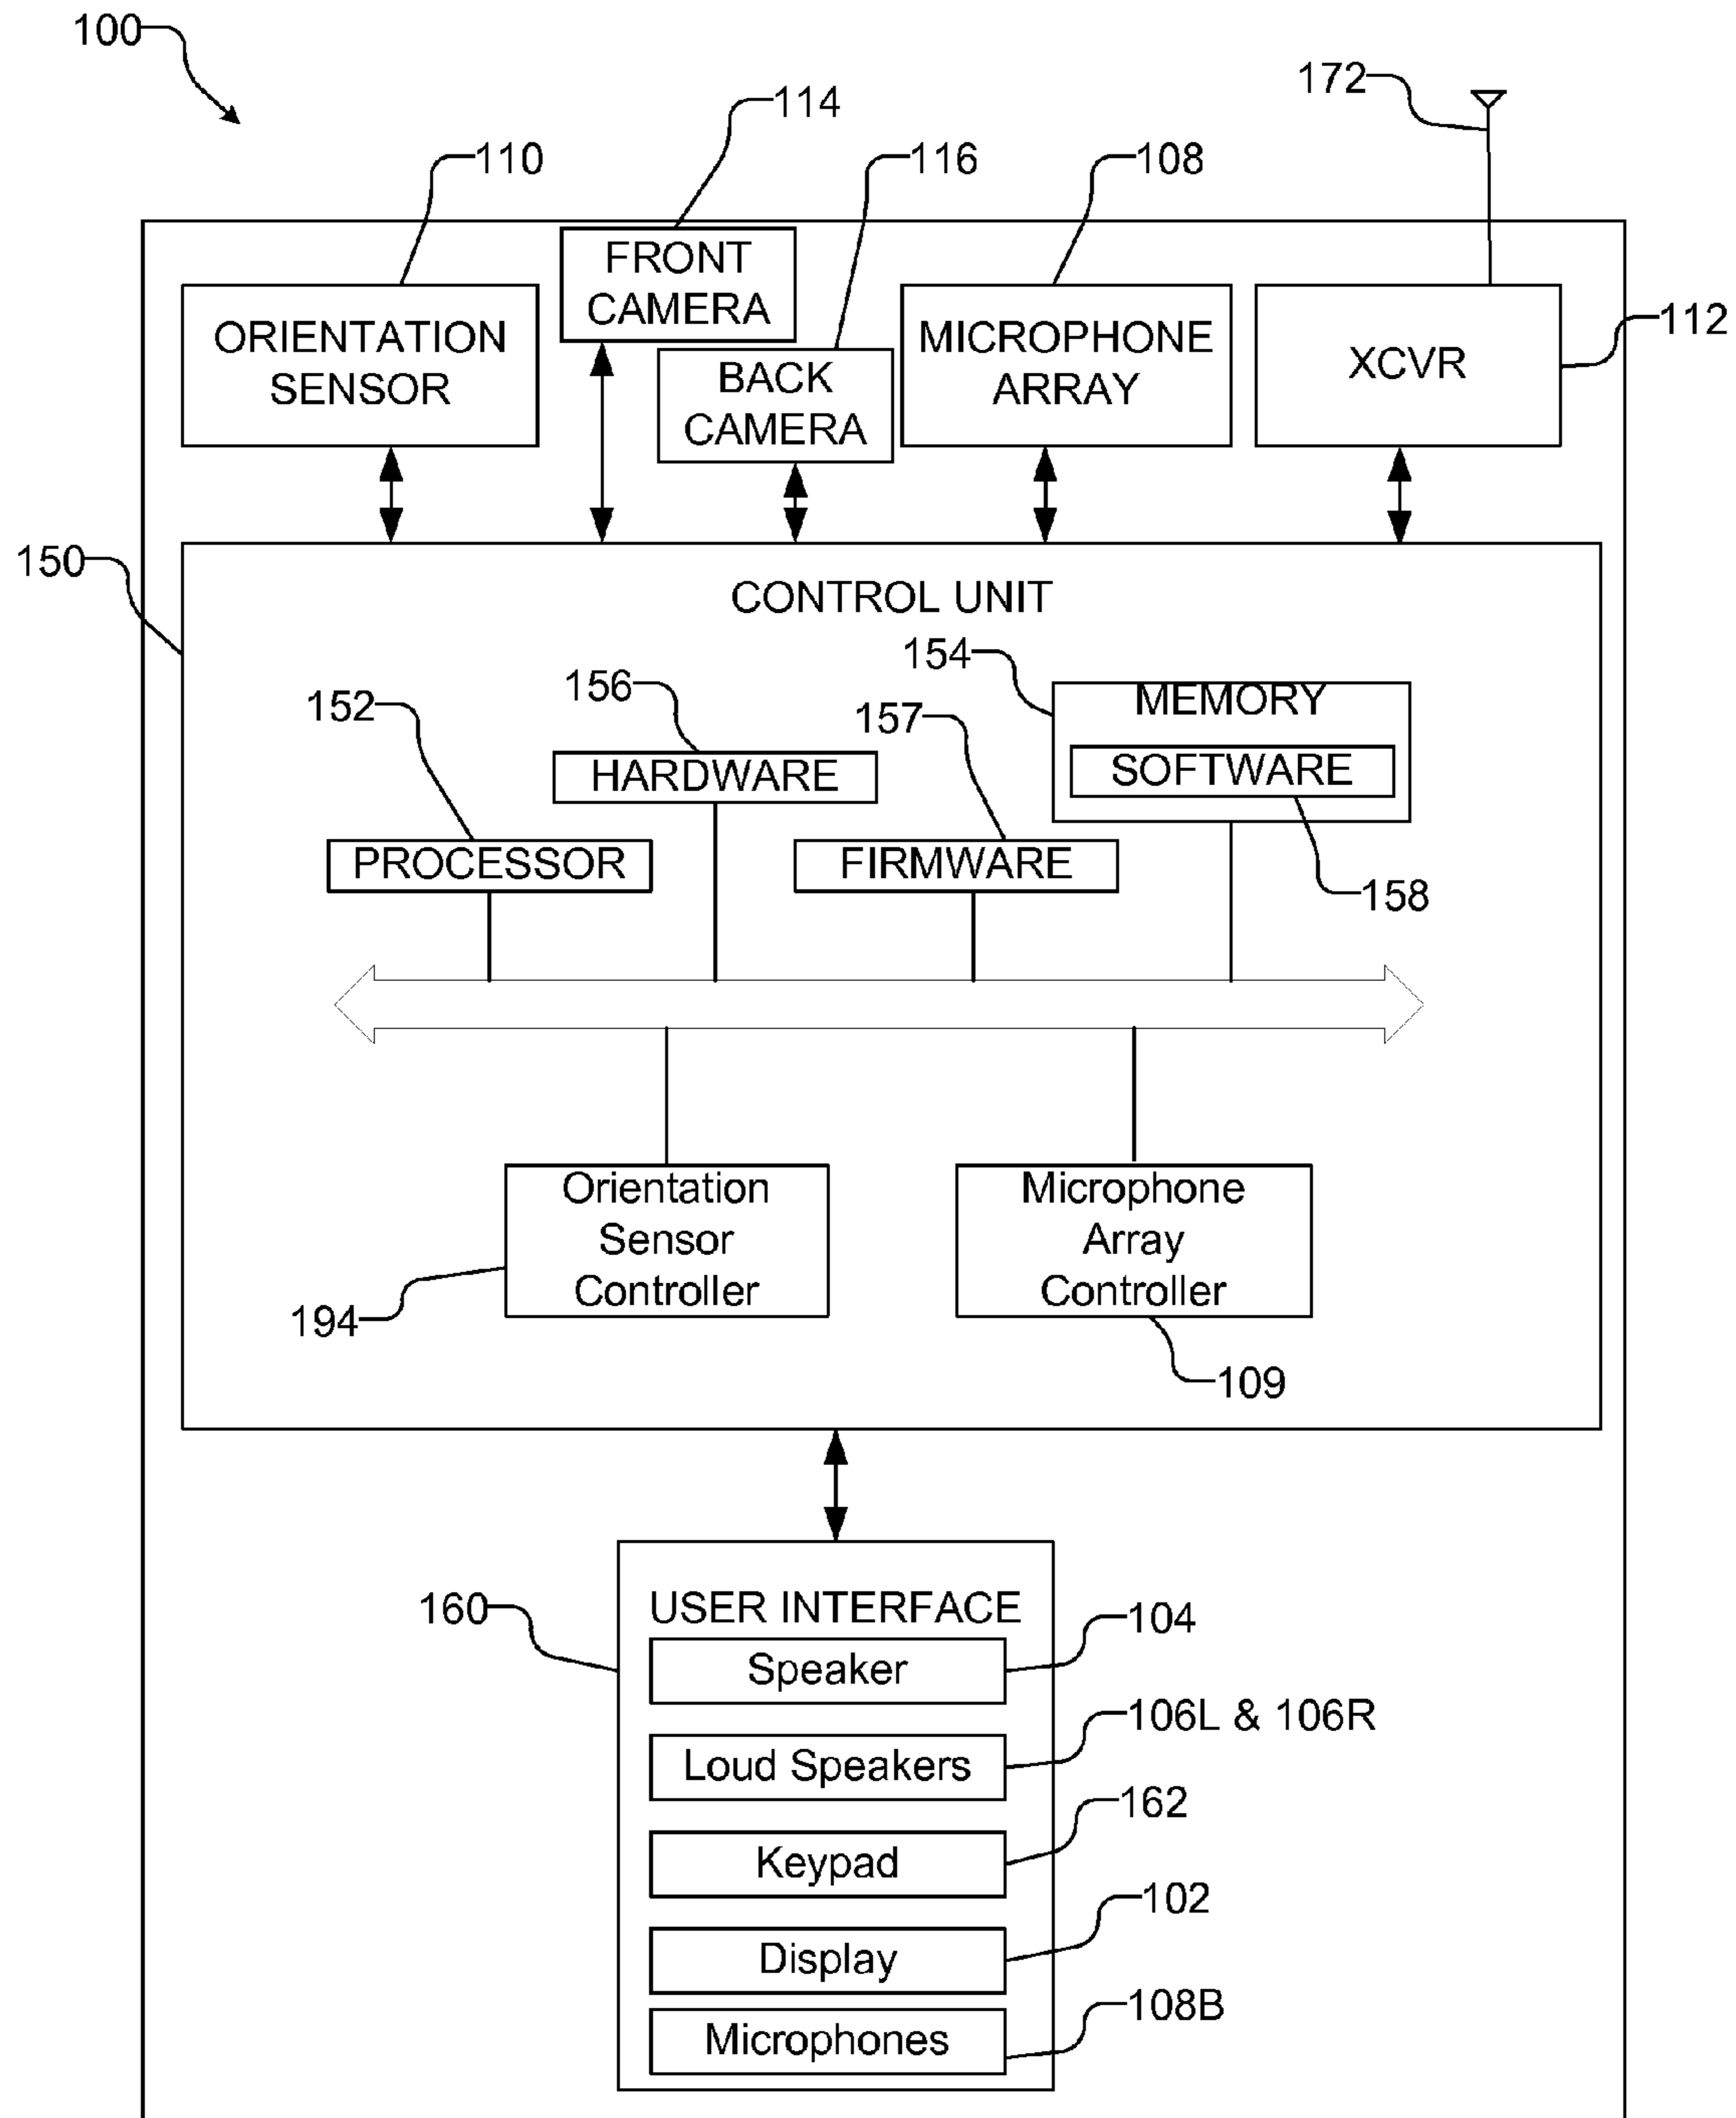 100
114
172
110
116
108
FRONT
CAMERA
112
ORIENTATION
SENSOR
BACK
CAMERA
MICROPHONE
ARRAY
XCVR
150
CONTROL UNIT
154
156
152
157
MEMORY
HARDWARE
SOFTWARE
PROCESSOR
FIRMWARE
158
Orientation
Sensor
Controller
Microphone
Array
Controller
194
109
160
USER INTERFACE
104
Speaker
106L & 106R
Loud Speakers
162
Keypad
102
Display
108B
Microphones